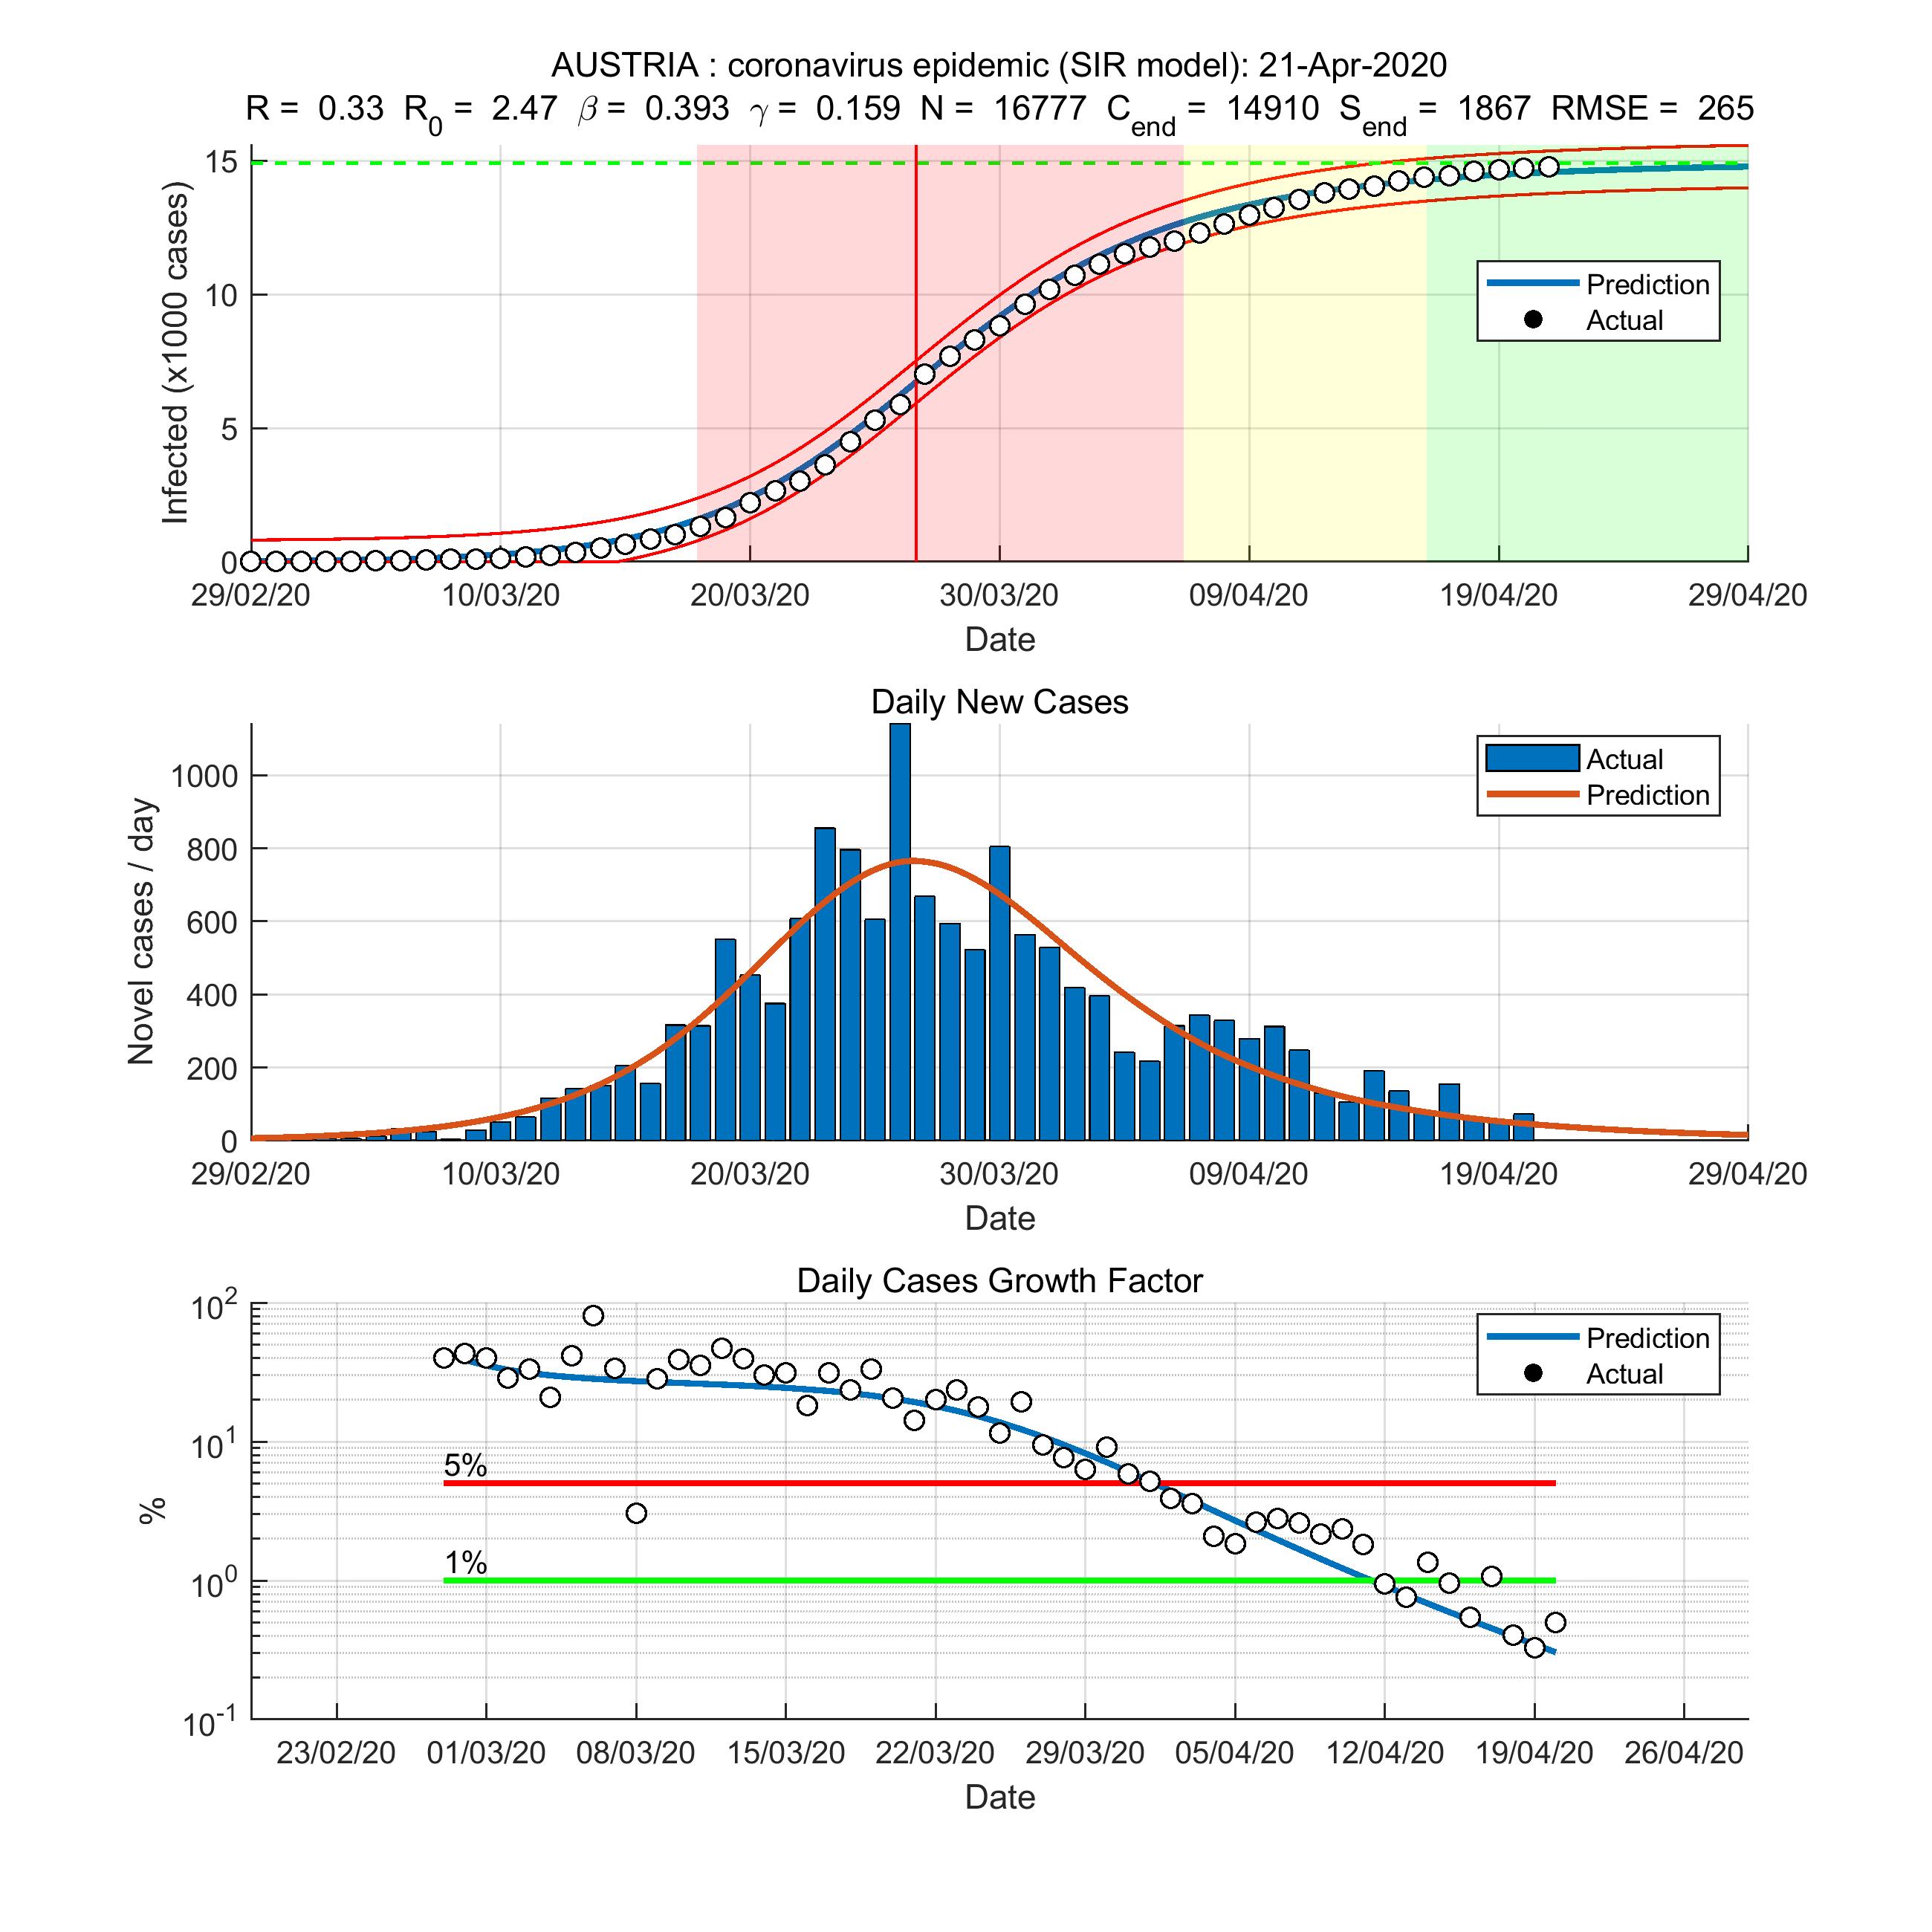 AUSTRIA : coronavirus epidemic (SIR model): 21-Apr-2020
R = 0.33 R0 = 2.47 β = 0.393 γ = 0.159 N = 16777 Cend = 14910 Send = 1867 RMSE = 265
Infected (x1000 cases)
15
10
5
0
Prediction
Actual
29/02/20 10/03/20 20/03/20 30/03/20 09/04/20 19/04/20 29/04/20
Date
Daily New Cases
Novel cases / day
1000
800
600
400
200
0
Actual
Prediction
29/02/20 10/03/20 20/03/20 30/03/20 09/04/20 19/04/20 29/04/20
Date
Daily Cases Growth Factor
%
10^2
10^1
10^0
10^-1
Prediction
Actual
5%
1%
23/02/20 01/03/20 08/03/20 15/03/20 22/03/20 29/03/20 05/04/20 12/04/20 19/04/20 26/04/20
Date